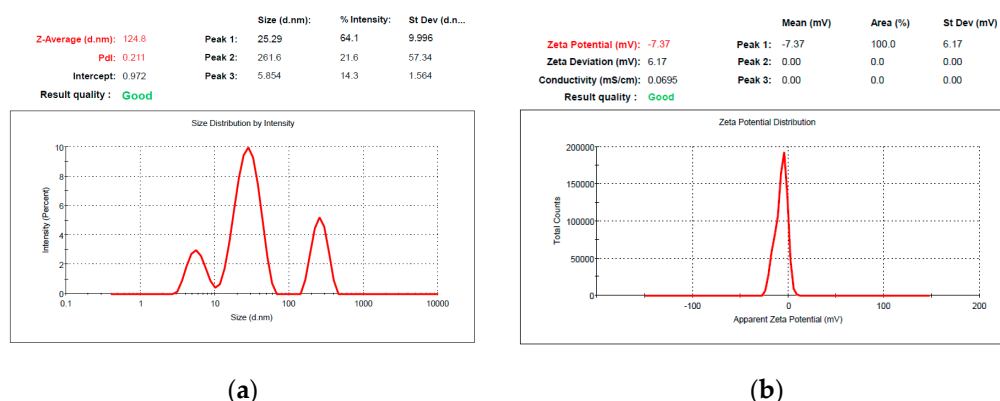 Size (d.nm): % Intensity: St Dev (d.n...
Z-Average (d.nm): 124.8 Peak 1: 25.29 64.1 9.996
PdI: 0.211 Peak 2: 261.6 21.6 57.34
Intercept: 0.972 Peak 3: 5.854 14.3 1.564
Result quality : Good
Size Distribution by Intensity
Intensity (Percent)
10
8
6
4
2
0
0.1 1 10 100 1000 10000
Size (d.nm)
(a)
Mean (mV) Area (%) St Dev (mV)
Zeta Potential (mV): -7.37 Peak 1: -7.37 100.0 6.17
Zeta Deviation (mV): 6.17 Peak 2: 0.00 0.0 0.00
Conductivity (mS/cm): 0.0695 Peak 3: 0.00 0.0 0.00
Result quality : Good
Zeta Potential Distribution
Total Counts
200000
150000
100000
50000
0
-100 0 100 200
Apparent Zeta Potential (mV)
(b)